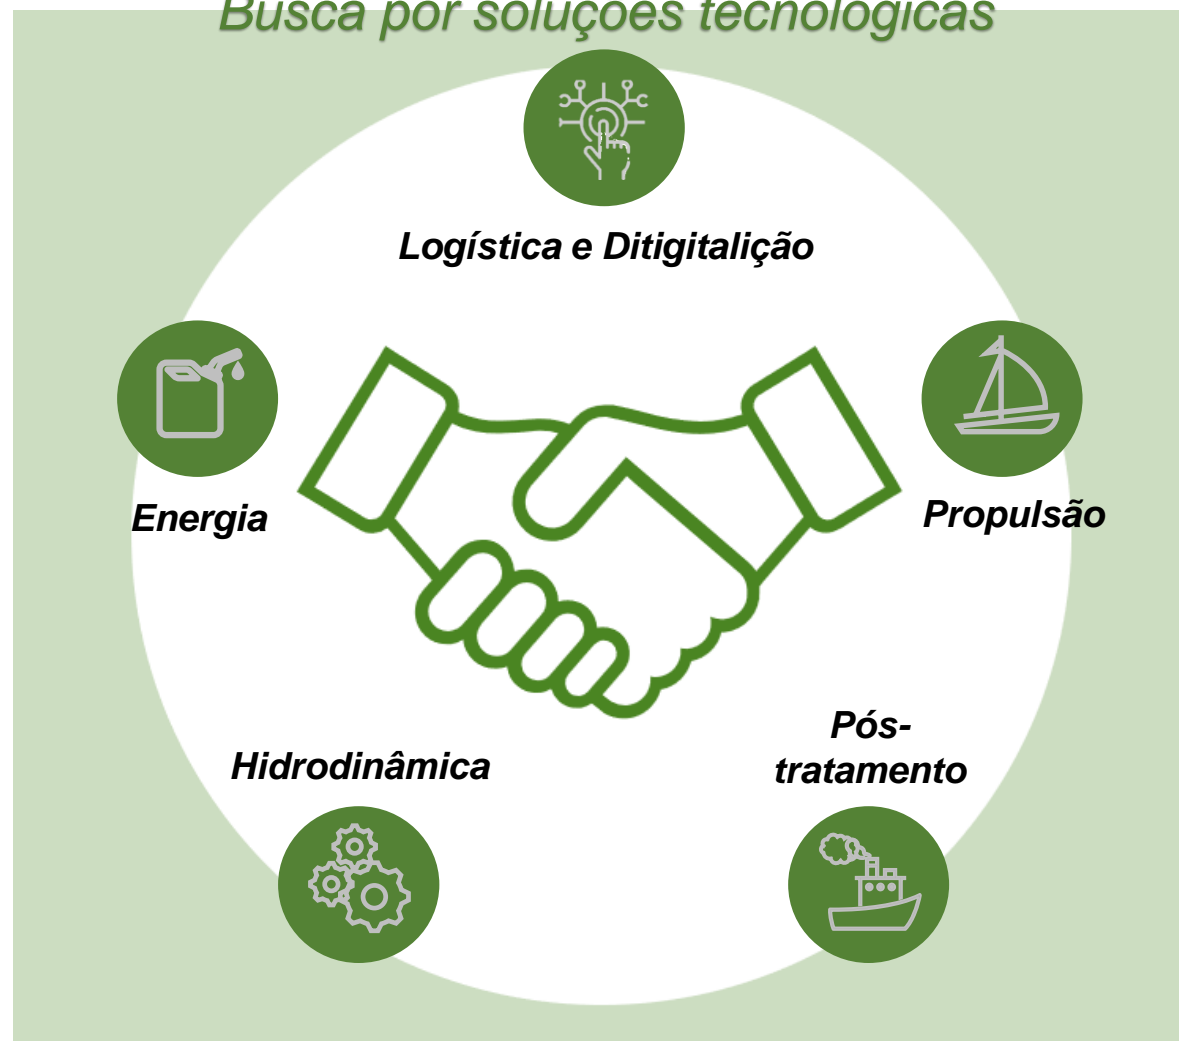 Busca por soluções tecnológicas
Logística e Ditigitalição
Energia
Propulsão
Pós-
tratamento
Hidrodinâmica